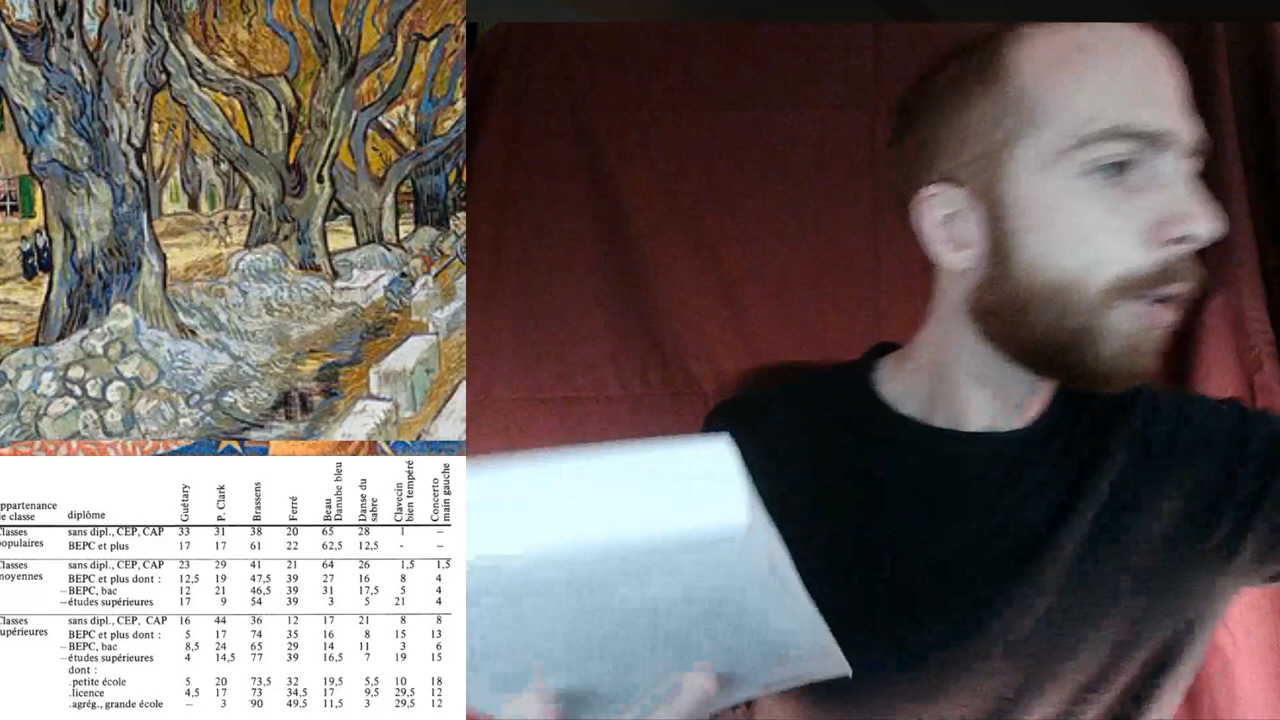 Guétary P. Clark Brassens Ferré Beau Danube bleu Danse du sabre Clavecin bien tempéré Concerto main gauche
ppartenance
de classe diplôme
Classes populaires sans dipl., CEP, CAP 33 31 38 20 65 28 1 –
BEPC et plus 17 17 61 22 62,5 12,5 - –
Classes moyennes sans dipl., CEP, CAP 23 29 41 21 64 26 1,5 1,5
BEPC et plus dont : 12,5 19 47,5 39 27 16 8 4
–BEPC, bac 12 21 46,5 39 31 17,5 5 4
–études supérieures 17 9 54 39 3 5 21 4
Classes supérieures sans dipl., CEP, CAP 16 44 36 12 17 21 8 8
BEPC et plus dont : 5 17 74 35 16 8 15 13
–BEPC, bac 8,5 24 65 29 14 11 3 6
–études supérieures 4 14,5 77 39 16,5 7 19 15
dont :
.petite école 5 20 73,5 32 19,5 5,5 10 18
.licence 4,5 17 73 34,5 17 9,5 29,5 12
.agrég., grande école – 3 90 49,5 11,5 3 29,5 12